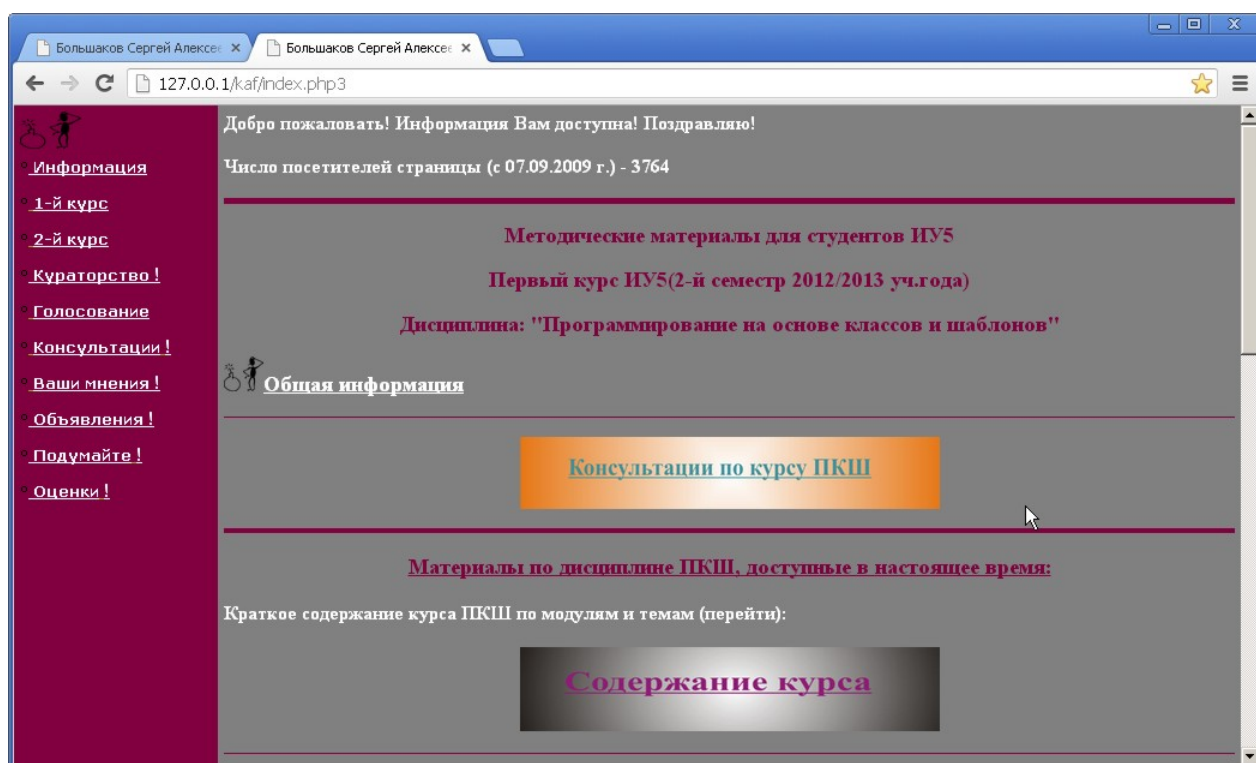 Большаков Сергей Алексее
Большаков Сергей Алексее
127.0.0.1/kaf/index.php3
Информация
1-й курс
2-й курс
Кураторство !
Голосование
Консультации !
Ваши мнения !
Объявления !
Подумайте !
Оценки !
Добро пожаловать! Информация Вам доступна! Поздравляю!
Число посетителей страницы (с 07.09.2009 г.) - 3764
Методические материалы для студентов ИУ5
Первый курс ИУ5(2-й семестр 2012/2013 уч.года)
Дисциплина: "Программирование на основе классов и шаблонов"
Общая информация
Консультации по курсу ПКШ
Материалы по дисциплине ПКШ, доступные в настоящее время:
Краткое содержание курса ПКШ по модулям и темам (перейти):
Содержание курса